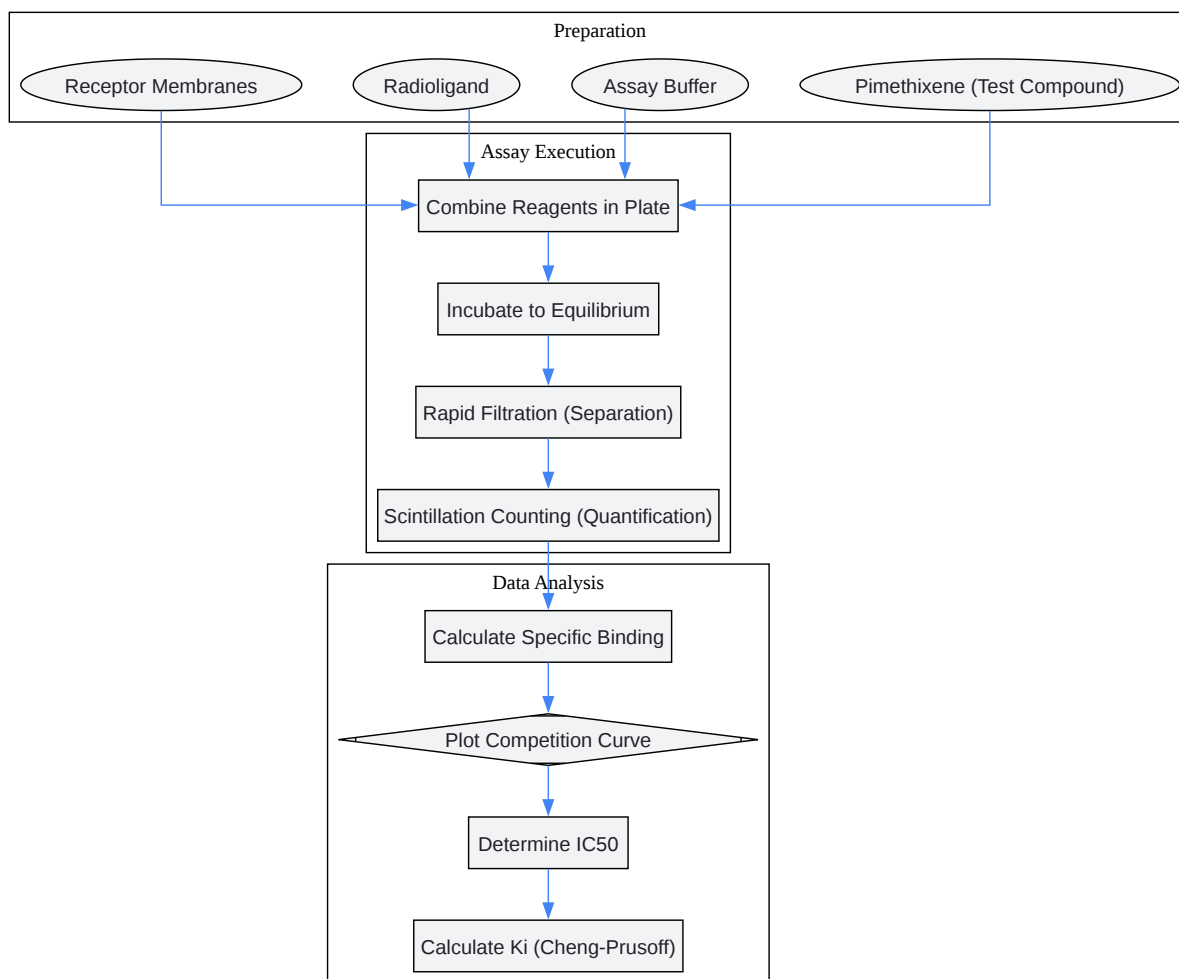 Preparation
Receptor Membranes
Radioligand
Assay Buffer
Pimethixene (Test Compound)
Assay Execution
Combine Reagents in Plate
Incubate to Equilibrium
Rapid Filtration (Separation)
Scintillation Counting (Quantification)
Data Analysis
Calculate Specific Binding
Plot Competition Curve
Determine IC50
Calculate Ki (Cheng-Prusoff)